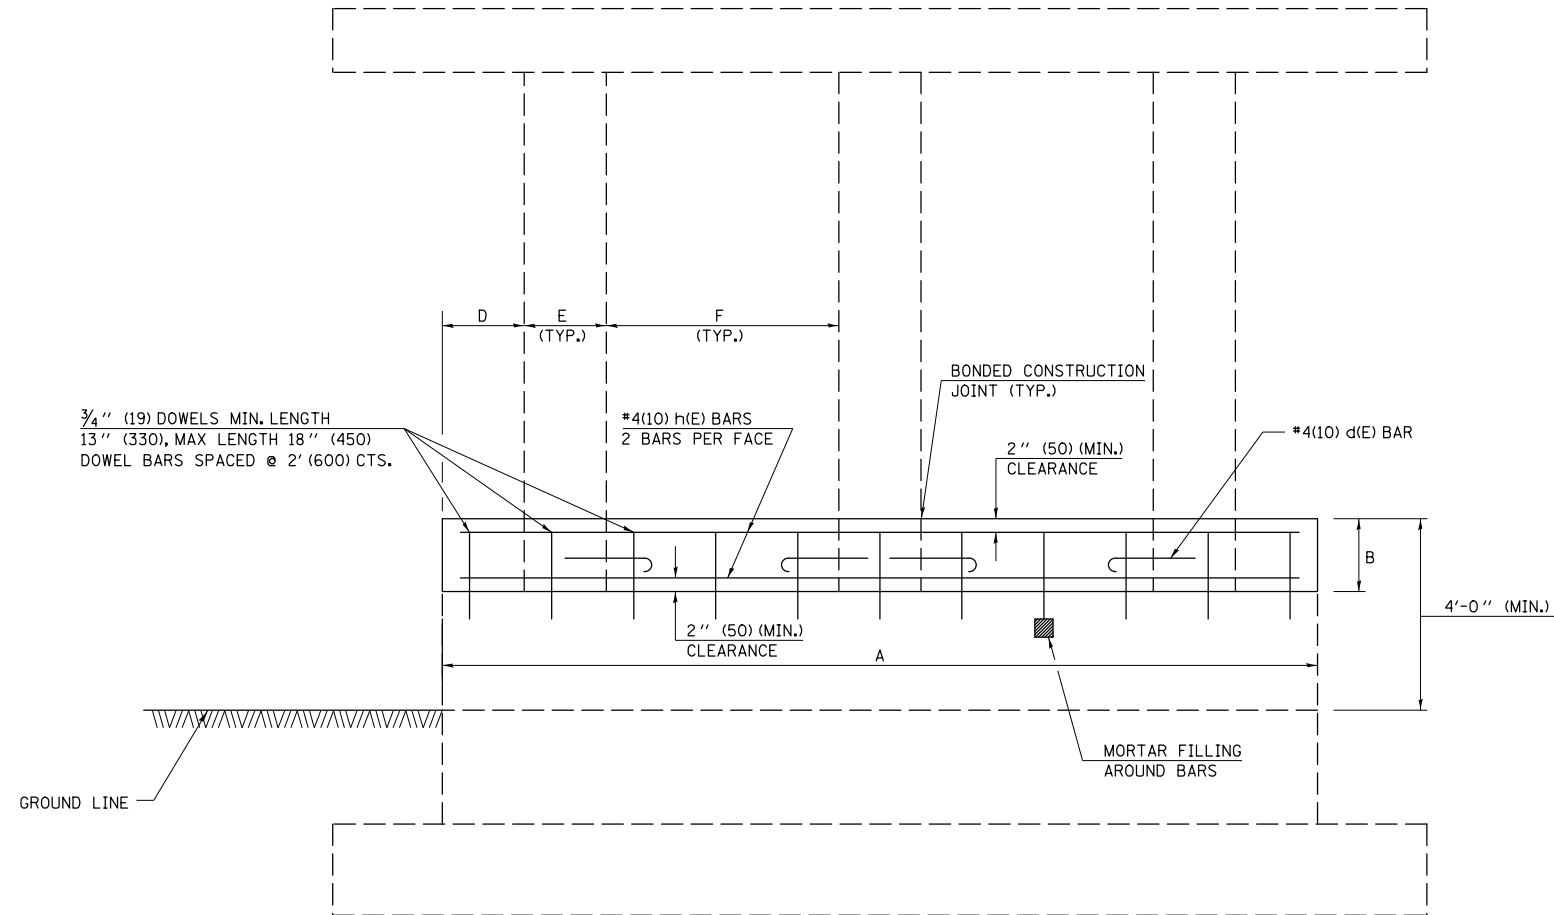 D
E
(TYP.)
F
(TYP.)
BONDED CONSTRUCTION
JOINT (TYP.)
3/4" (19) DOWELS MIN. LENGTH
13" (330), MAX LENGTH 18" (450)
DOWEL BARS SPACED @ 2' (600) CTS.
#4(10) h(E) BARS
2 BARS PER FACE
2" (50) (MIN.)
CLEARANCE
#4(10) d(E) BAR
B
4'-0" (MIN.)
2" (50) (MIN.)
CLEARANCE
A
MORTAR FILLING
AROUND BARS
GROUND LINE